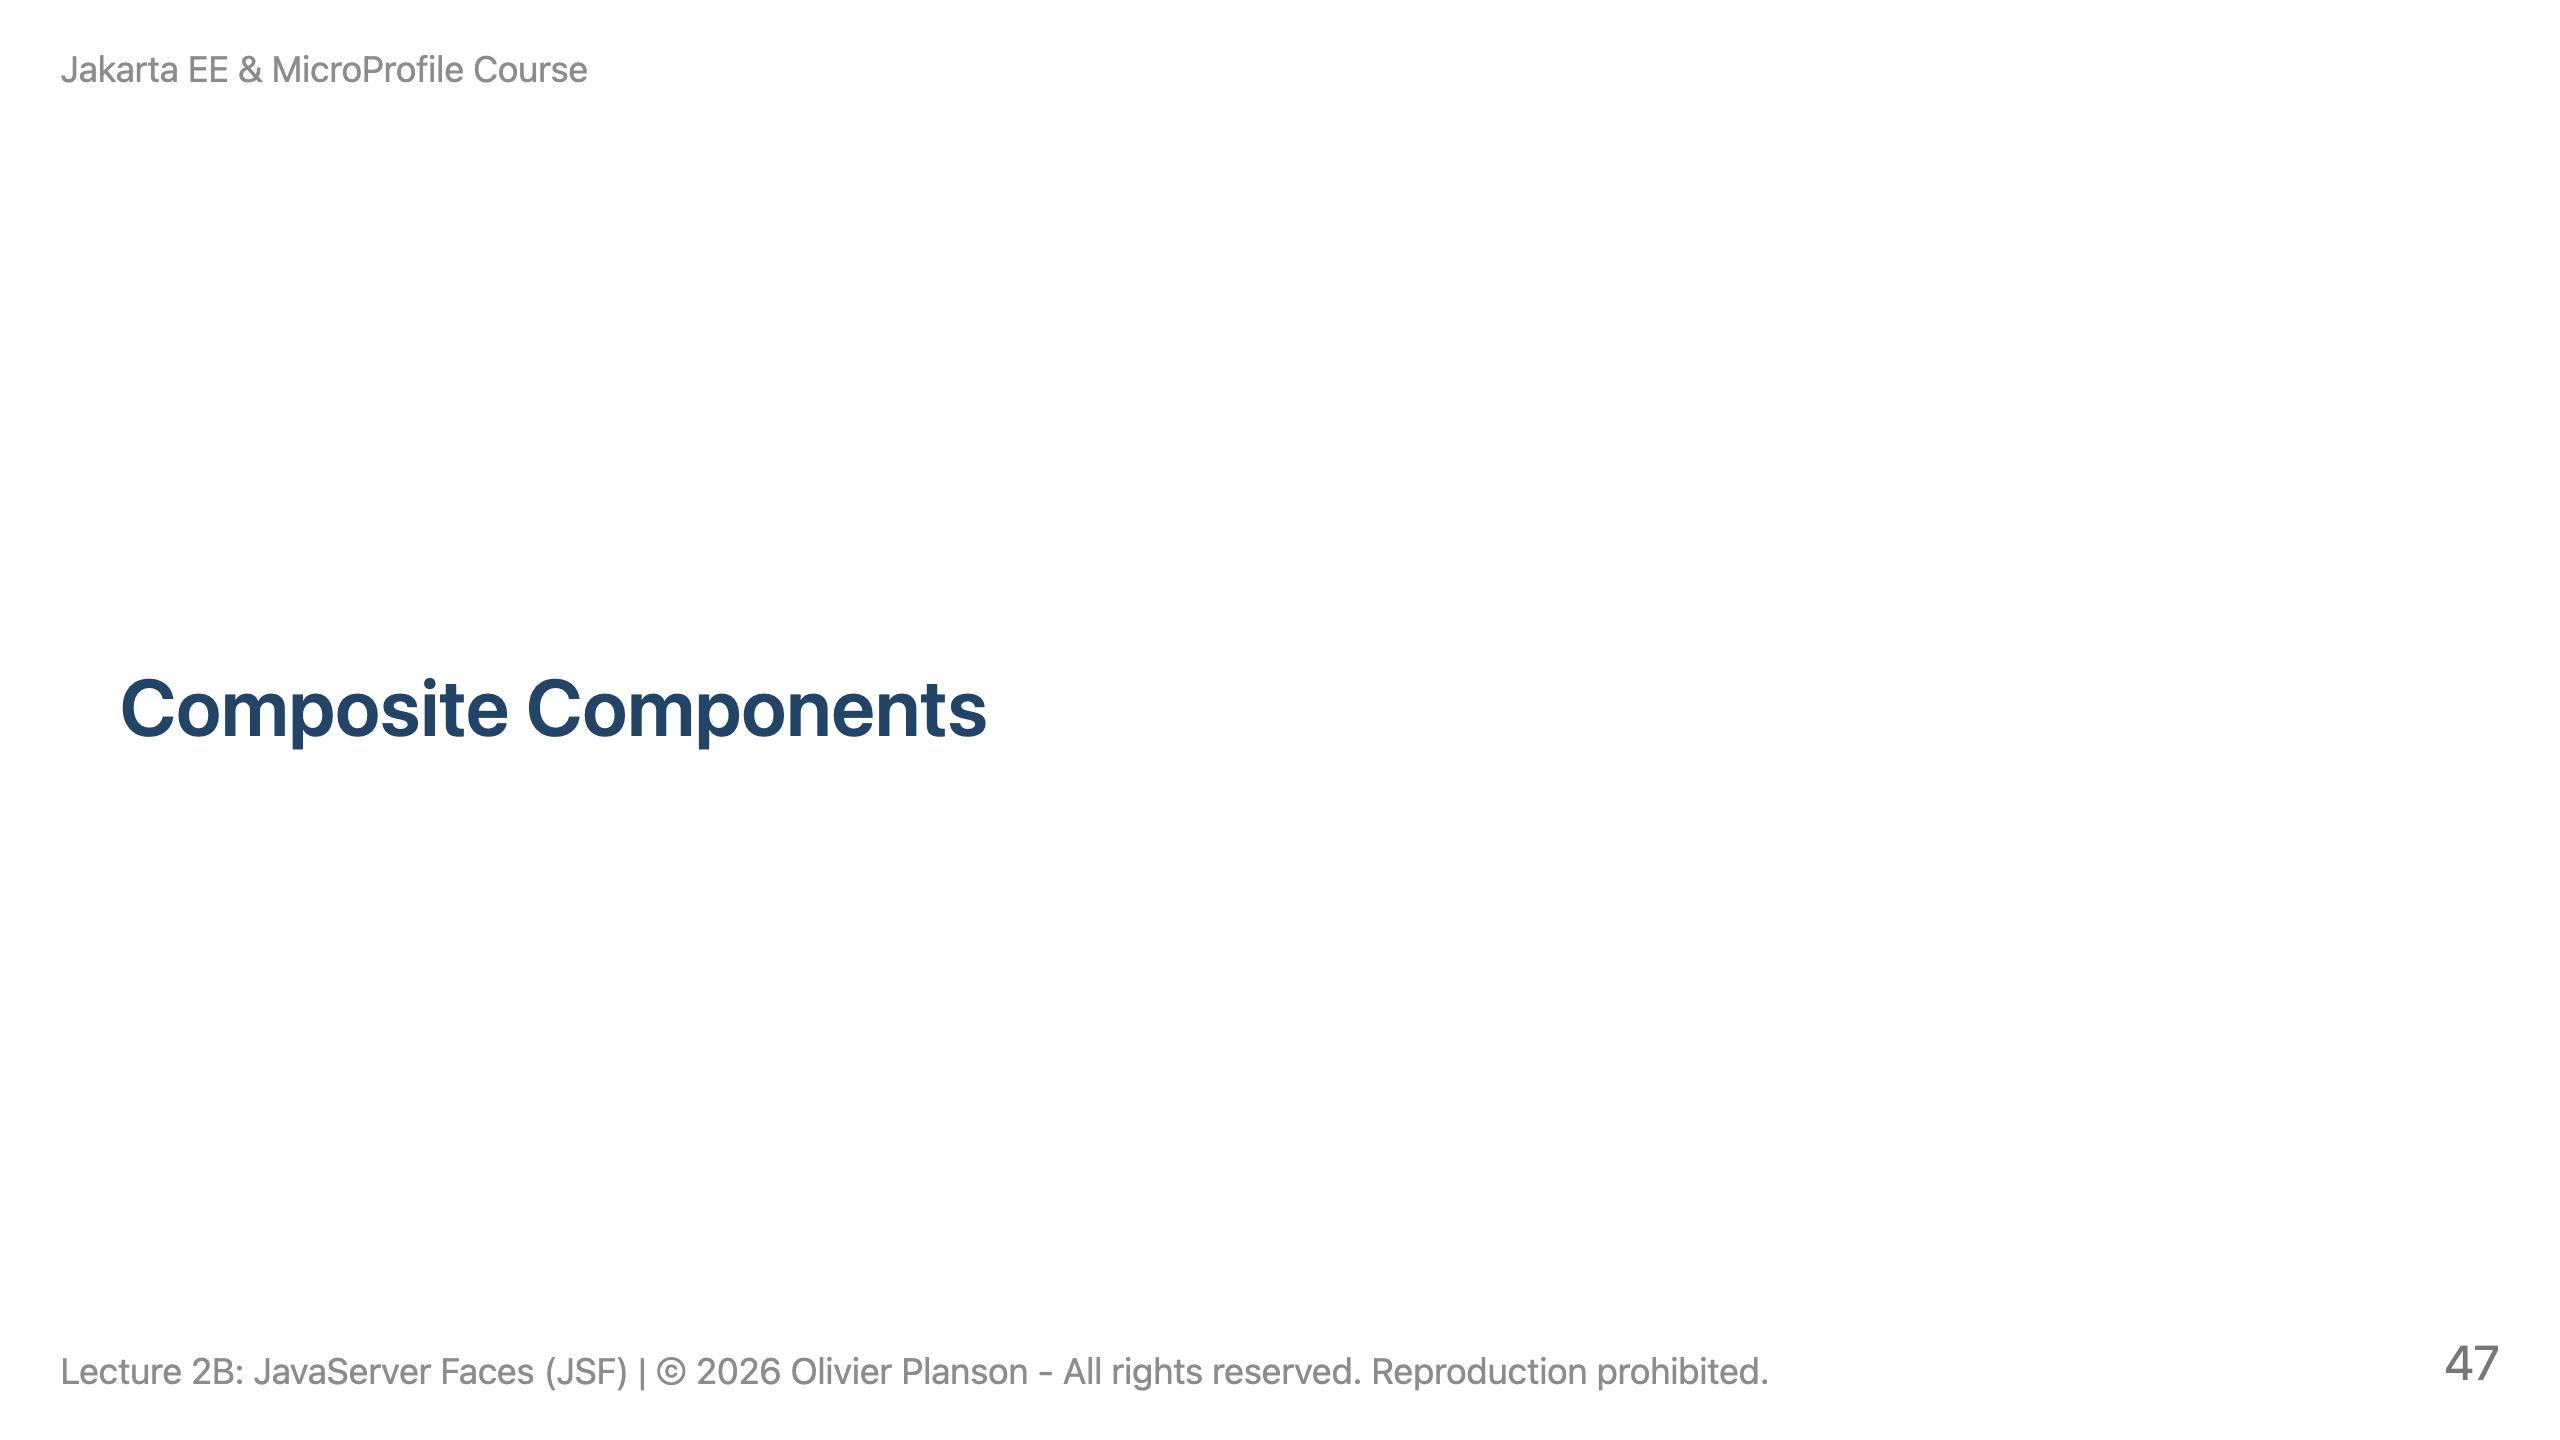 Jakarta EE & MicroProfile Course
Composite Components
Lecture 2B: JavaServer Faces (JSF) | © 2026 Olivier Planson - All rights reserved. Reproduction prohibited.
47